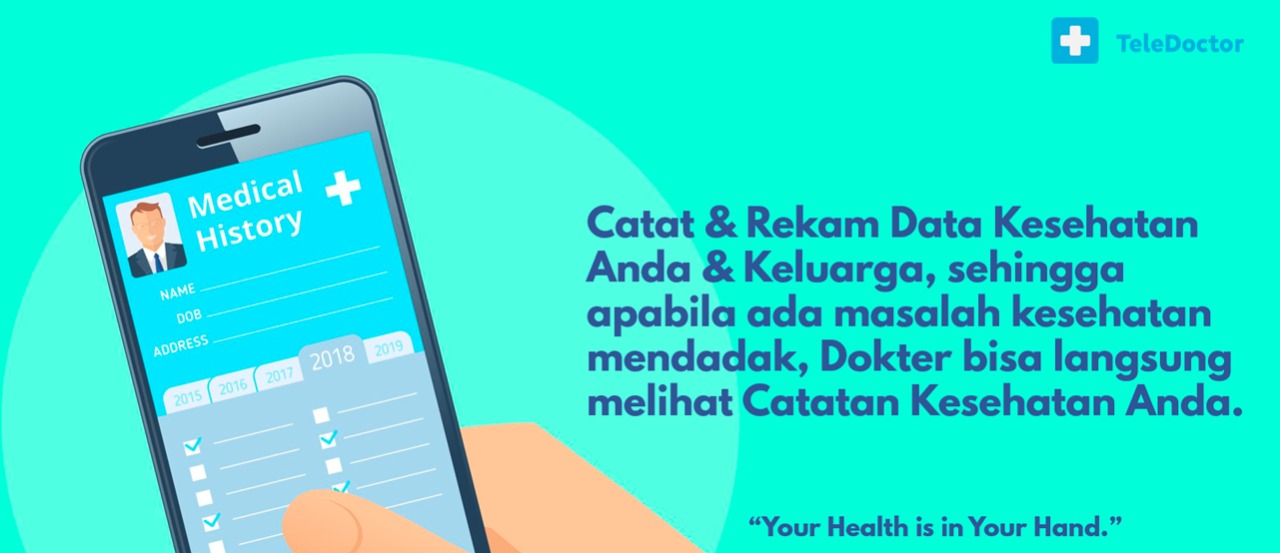 TeleDoctor
Medical
History
NAME
DOB
ADDRESS
2015 2016 2017 2018 2019
Catat & Rekam Data Kesehatan
Anda & Keluarga, sehingga
apabila ada masalah kesehatan
mendadak, Dokter bisa langsung
melihat Catatan Kesehatan Anda.
“Your Health is in Your Hand.”